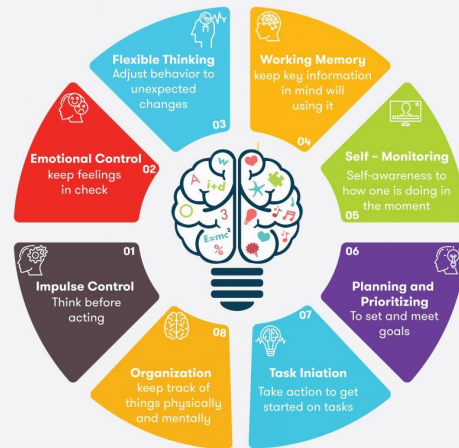 01
Impulse Control
Think before
acting
02
Emotional Control
keep feelings
in check
03
Flexible Thinking
Adjust behavior to
unexpected
changes
04
Working Memory
keep key information
in mind will
using it
05
Self - Monitoring
Self-awareness to
how one is doing in
the moment
06
Planning and
Prioritizing
To set and meet
goals
07
Task Iniation
Take action to get
started on tasks
08
Organization
keep track of
things physically
and mentally
w
A
i+d
3
E=mc²
%